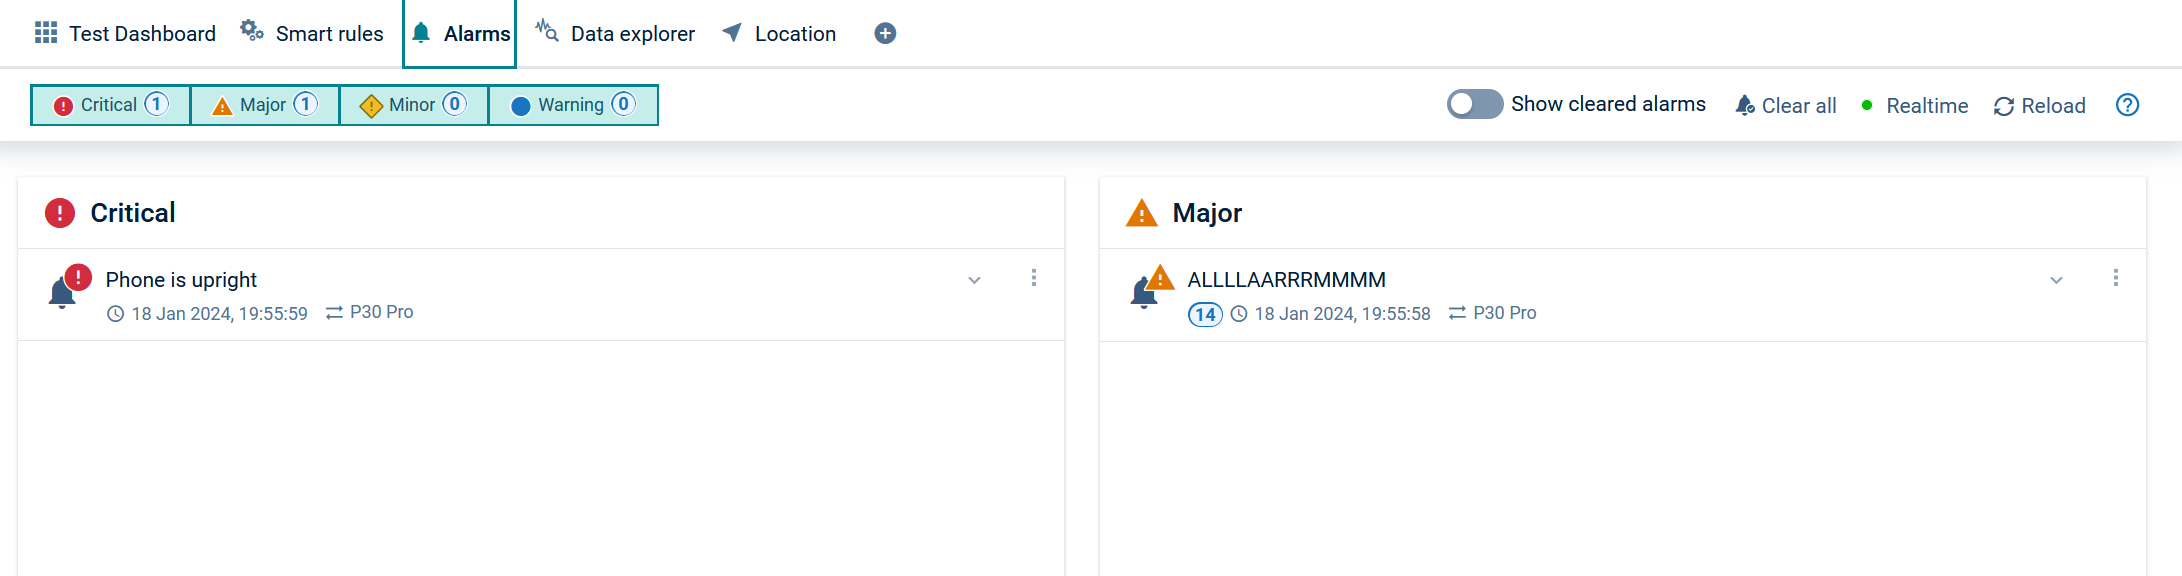 Test Dashboard Smart rules Alarms Data explorer Location
Critical 1 Major 1 Minor 0 Warning 0 Show cleared alarms Clear all Realtime Reload
Critical
Phone is upright
18 Jan 2024, 19:55:59 P30 Pro
Major
ALLLLAARRRMMMM
14 18 Jan 2024, 19:55:58 P30 Pro